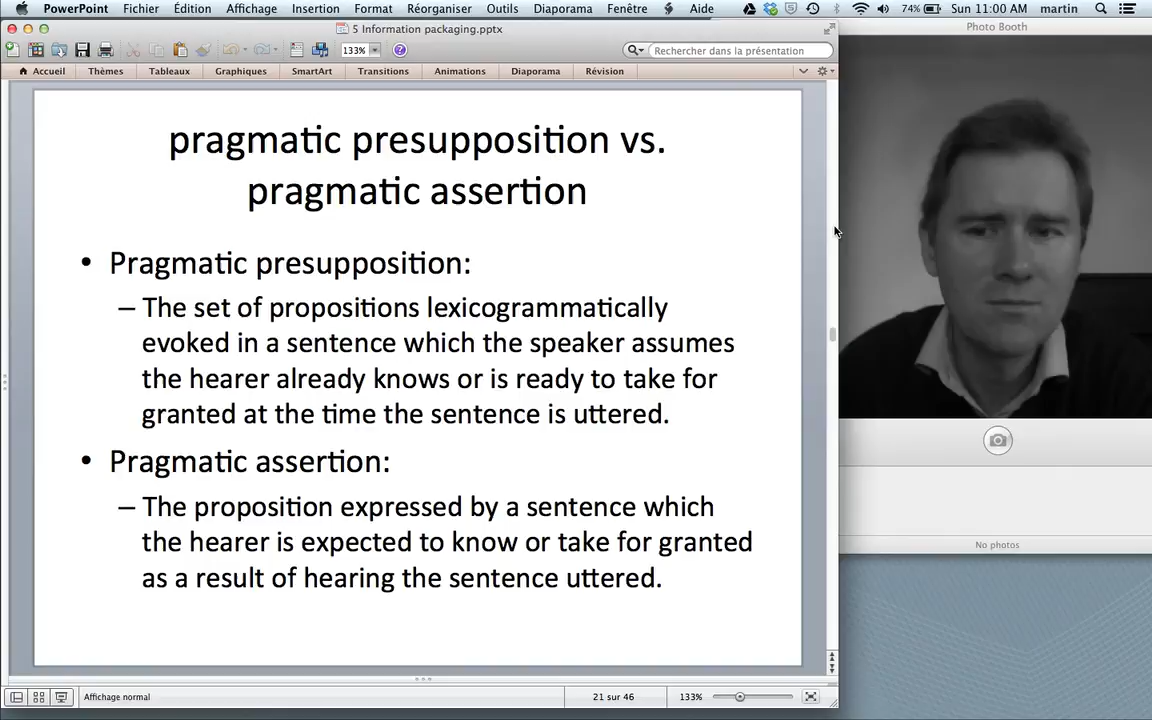 PowerPoint Fichier Édition Affichage Insertion Format Réorganiser Outils Diaporama Fenêtre Aide 74% Sun 11:00 AM martin
5 Information packaging.pptx
Photo Booth
133% Rechercher dans la présentation
Accueil Thèmes Tableaux Graphiques SmartArt Transitions Animations Diaporama Révision
pragmatic presupposition vs.
pragmatic assertion
• Pragmatic presupposition:
– The set of propositions lexicogrammatically
evoked in a sentence which the speaker assumes
the hearer already knows or is ready to take for
granted at the time the sentence is uttered.
• Pragmatic assertion:
– The proposition expressed by a sentence which
the hearer is expected to know or take for granted
as a result of hearing the sentence uttered.
No photos
Affichage normal 21 sur 46 133%